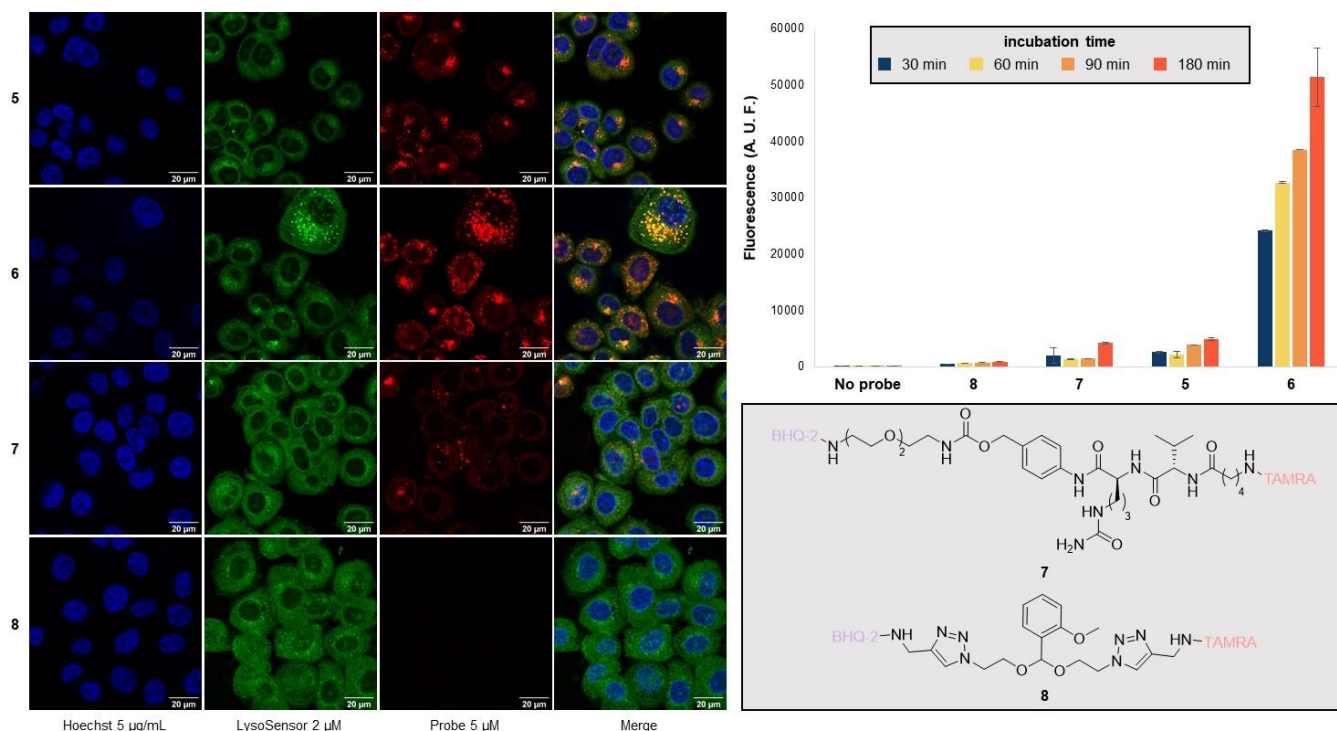 5
20 µm
20 µm
20 µm
20 µm
6
20 µm
20 µm
20 µm
20 µm
7
20 µm
20 µm
20 µm
20 µm
8
20 µm
20 µm
20 µm
20 µm
Hoechst 5 µg/mL LysoSensor 2 µM Probe 5 µM Merge
Fluorescence (A. U. F.)
60000
50000
40000
30000
20000
10000
0
incubation time
30 min 60 min 90 min 180 min
No probe 8 7 5 6
BHQ-2
N
H
O
2
H
N
O
O
N
H
O
H
N
O
N
H
O
4
H
N
TAMRA
3
HN
H2N
O
7
BHQ-2
NH
N
N
N
O
O
O
N
N
N
HN
TAMRA
8